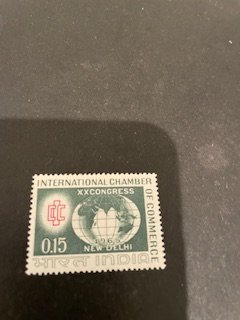 INTERNATIONAL CHAMBER
OF COMMERCE
XX CONGRESS
1965
NEW DELHI
0.15
भारत INDIA